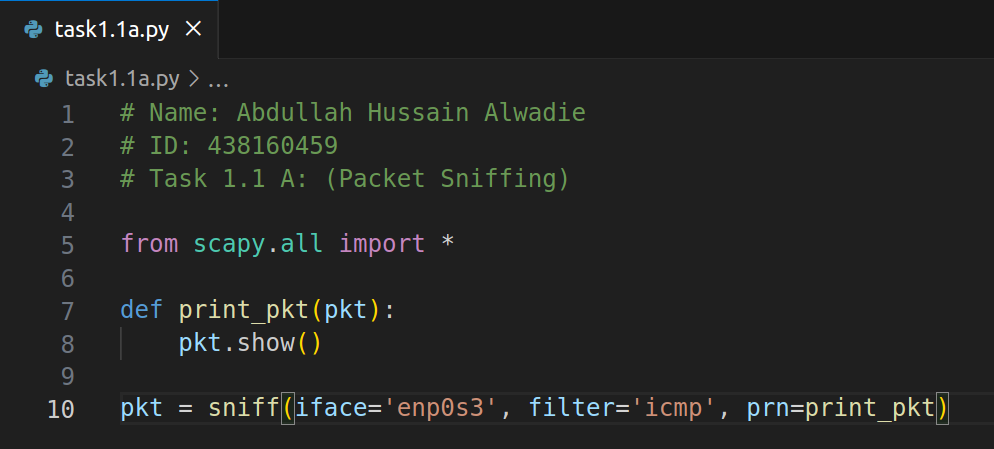 task1.1a.py ×
task1.1a.py > ...
1 # Name: Abdullah Hussain Alwadie
2 # ID: 438160459
3 # Task 1.1 A: (Packet Sniffing)
4
5 from scapy.all import *
6
7 def print_pkt(pkt):
8     pkt.show()
9
10 pkt = sniff(iface='enp0s3', filter='icmp', prn=print_pkt)